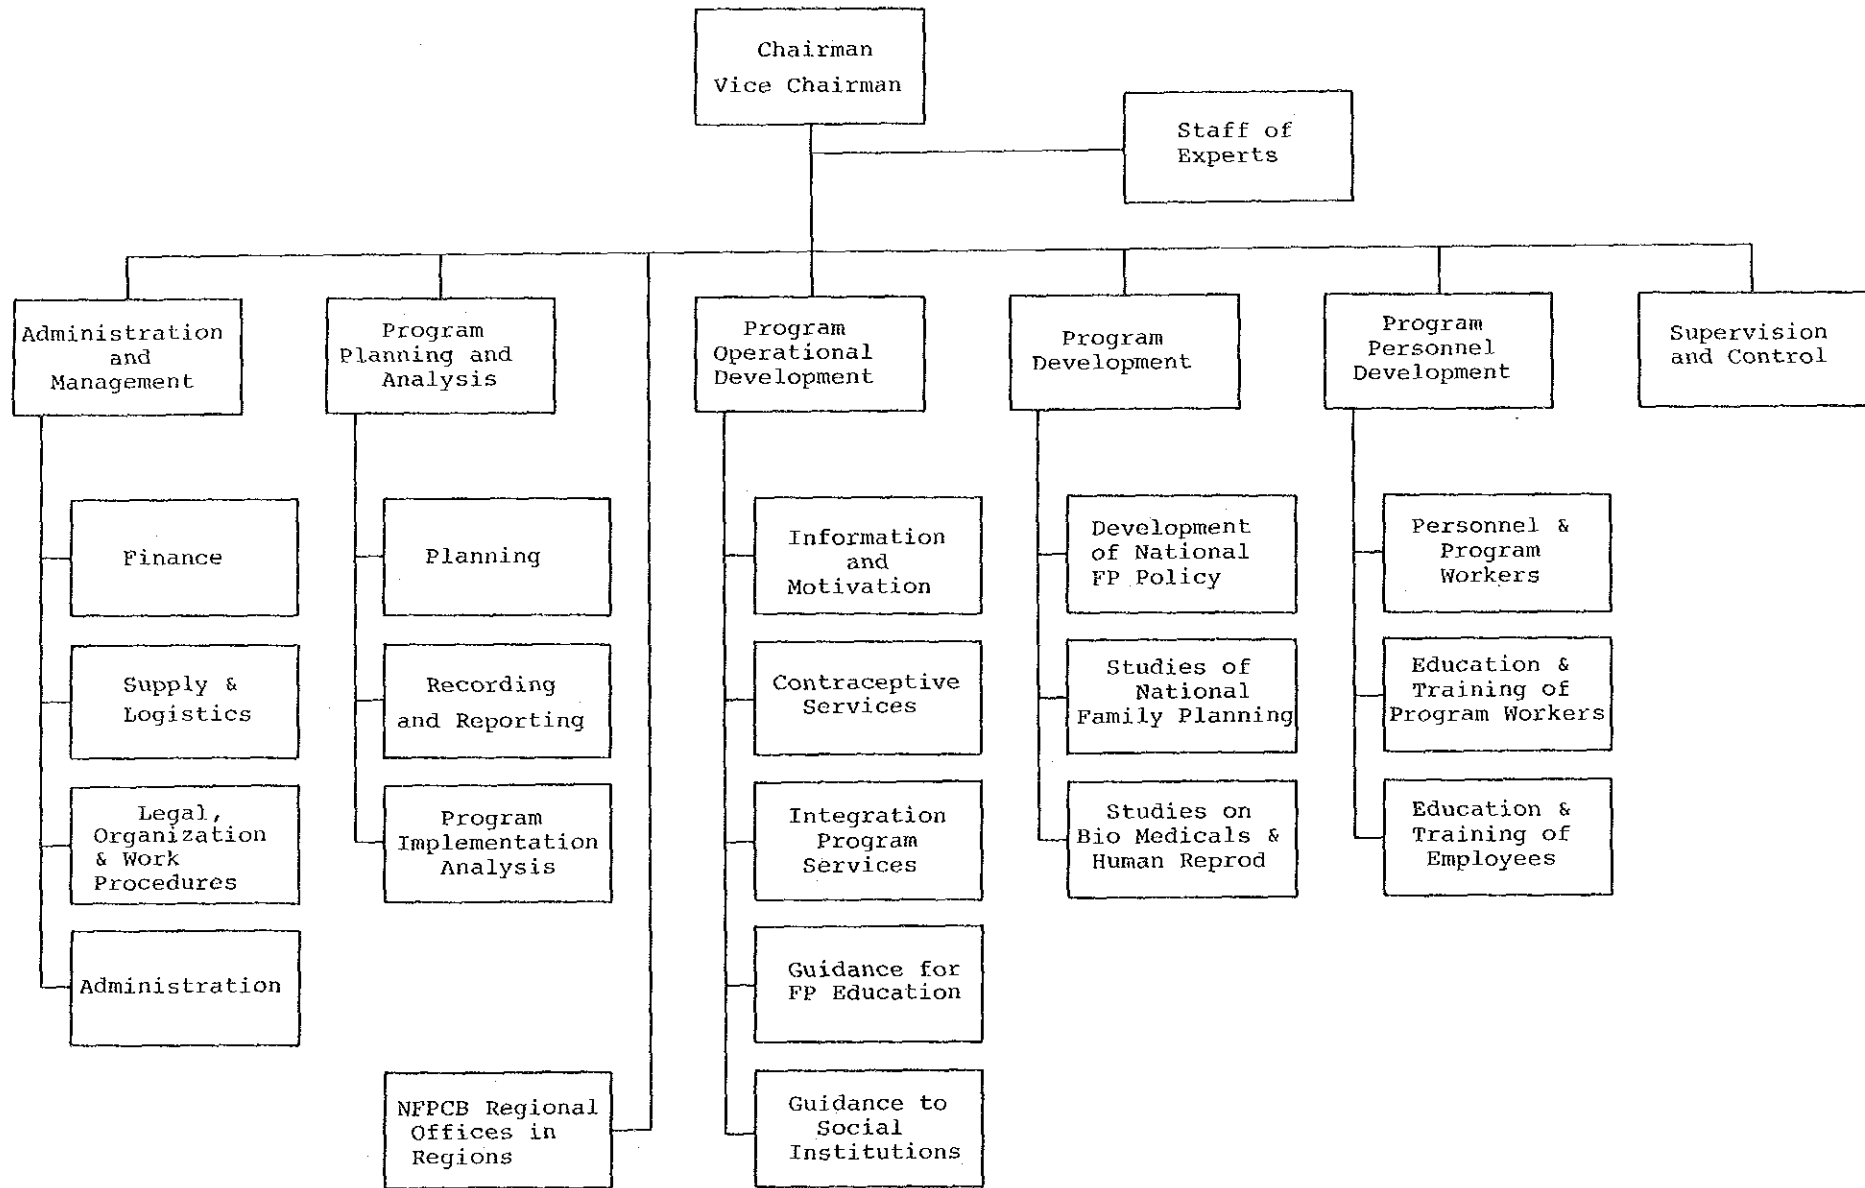 Chairman
Vice Chairman
Staff of
Experts
Administration
and
Management
Program
Planning and
Analysis
Program
Operational
Development
Program
Development
Program
Personnel
Development
Supervision
and Control
Finance
Supply &
Logistics
Legal,
Organization
& Work
Procedures
Administration
Planning
Recording
and Reporting
Program
Implementation
Analysis
NFPCB Regional
Offices in
Regions
Information
and
Motivation
Contraceptive
Services
Integration
Program
Services
Guidance for
FP Education
Guidance to
Social
Institutions
Development
of National
FP Policy
Studies of
National
Family Planning
Studies on
Bio Medicals &
Human Reprod
Personnel &
Program
Workers
Education &
Training of
Program Workers
Education &
Training of
Employees